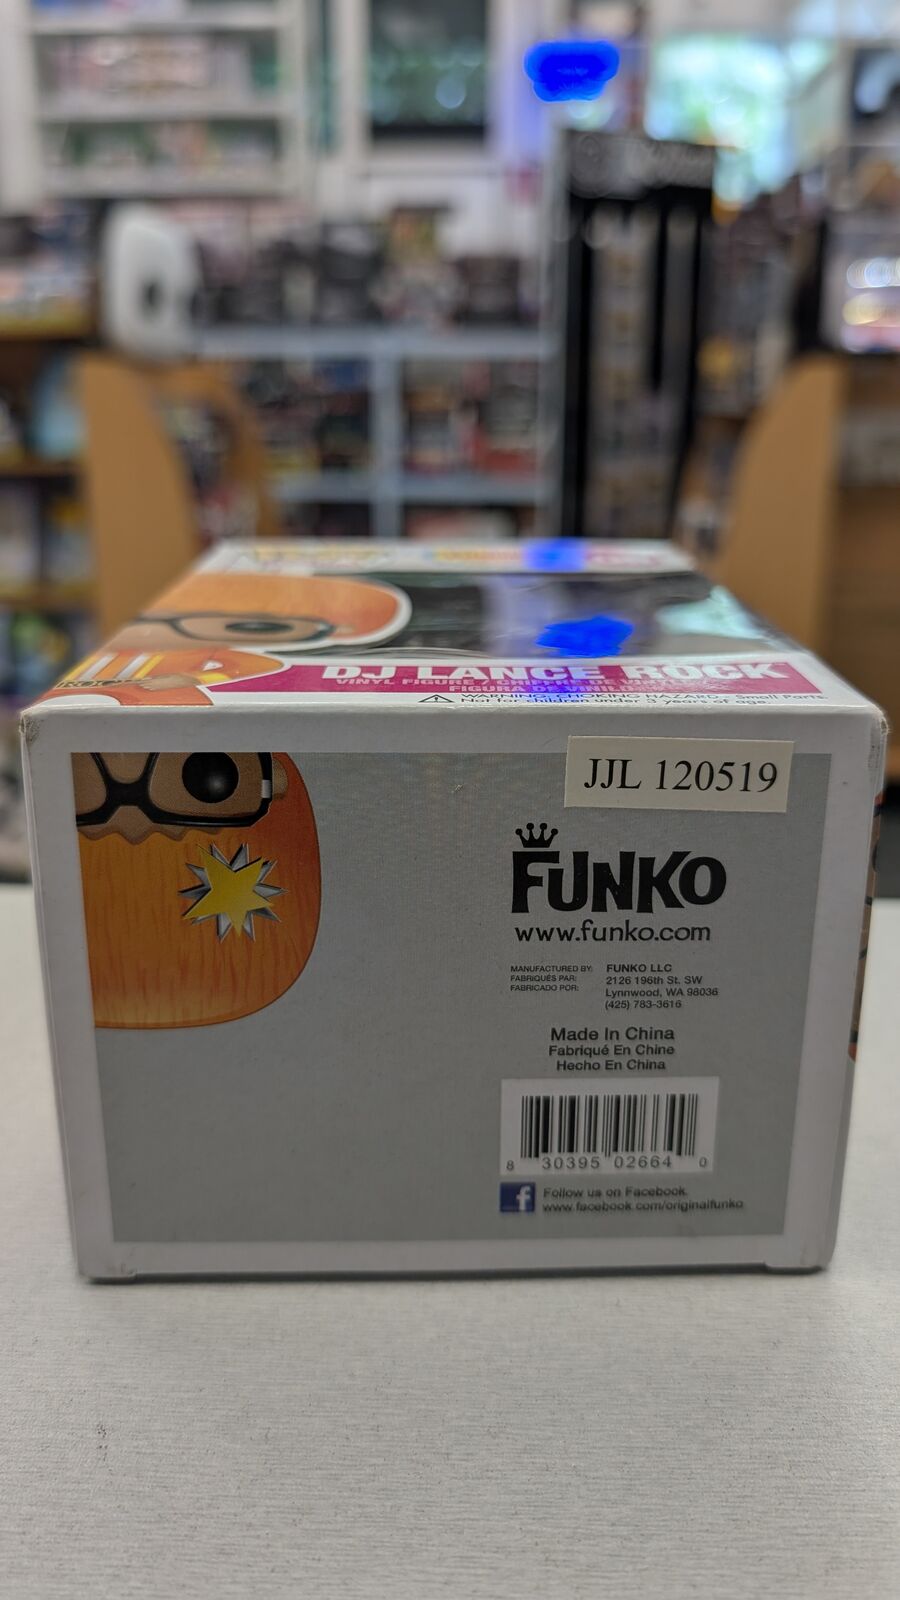 DJ LANCE ROCK
VINYL FIGURE / CHIFFRE DE VINYLE /
FIGURA DE VINILO
WARNING: CHOKING HAZARD - Small Parts.
Not for children under 3 years of age.
JJL 120519
FUNKO
www.funko.com
MANUFACTURED BY: FUNKO LLC
FABRIQUÉS PAR: 2126 196th St. SW
FABRICADO POR: Lynnwood, WA 98036
(425) 783-3616
Made In China
Fabriqué En Chine
Hecho En China
8 30395 02664 0
Follow us on Facebook.
www.facebook.com/originalfunko